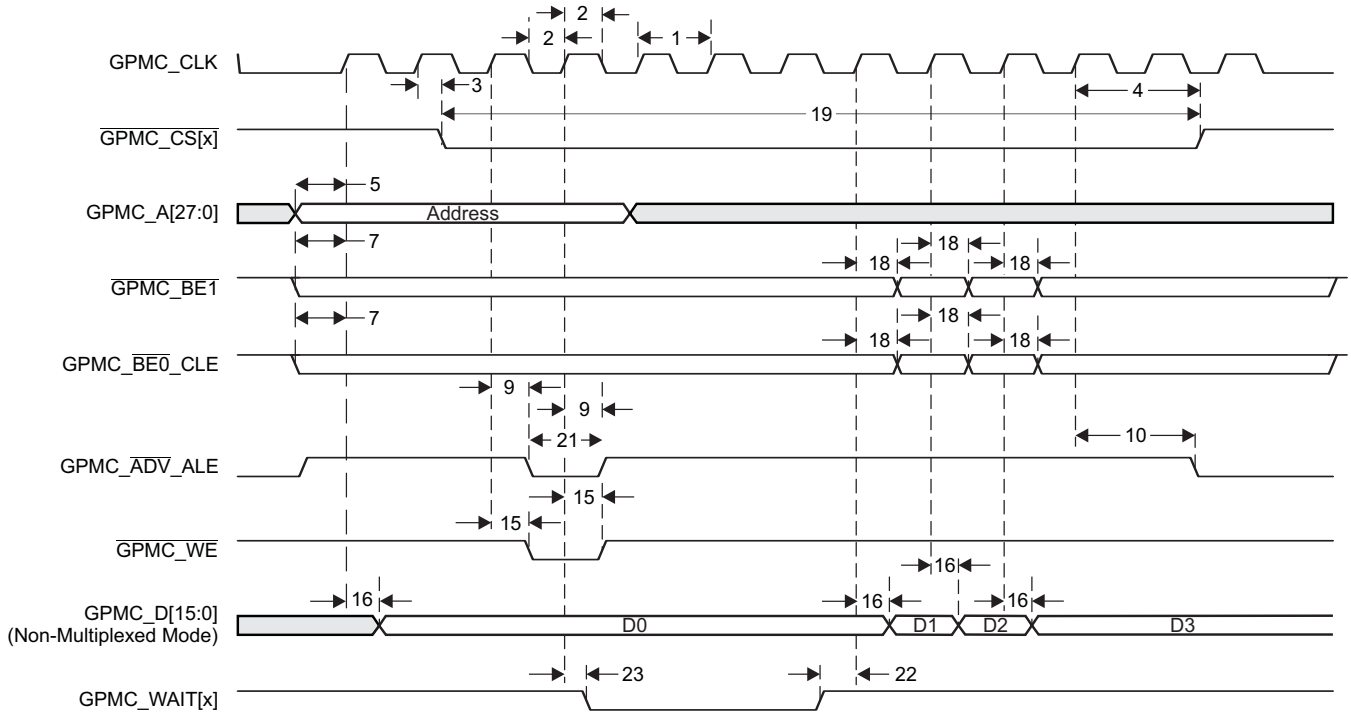 2
2
1
GPMC_CLK
3
4
19
GPMC_CS[x]
5
GPMC_A[27:0]
Address
7
18
18
18
GPMC_BE1
7
18
18
18
GPMC_BE0_CLE
9
9
21
10
GPMC_ADV_ALE
15
15
GPMC_WE
16
16
16
16
GPMC_D[15:0]
(Non-Multiplexed Mode)
D0
D1
D2
D3
23
22
GPMC_WAIT[x]